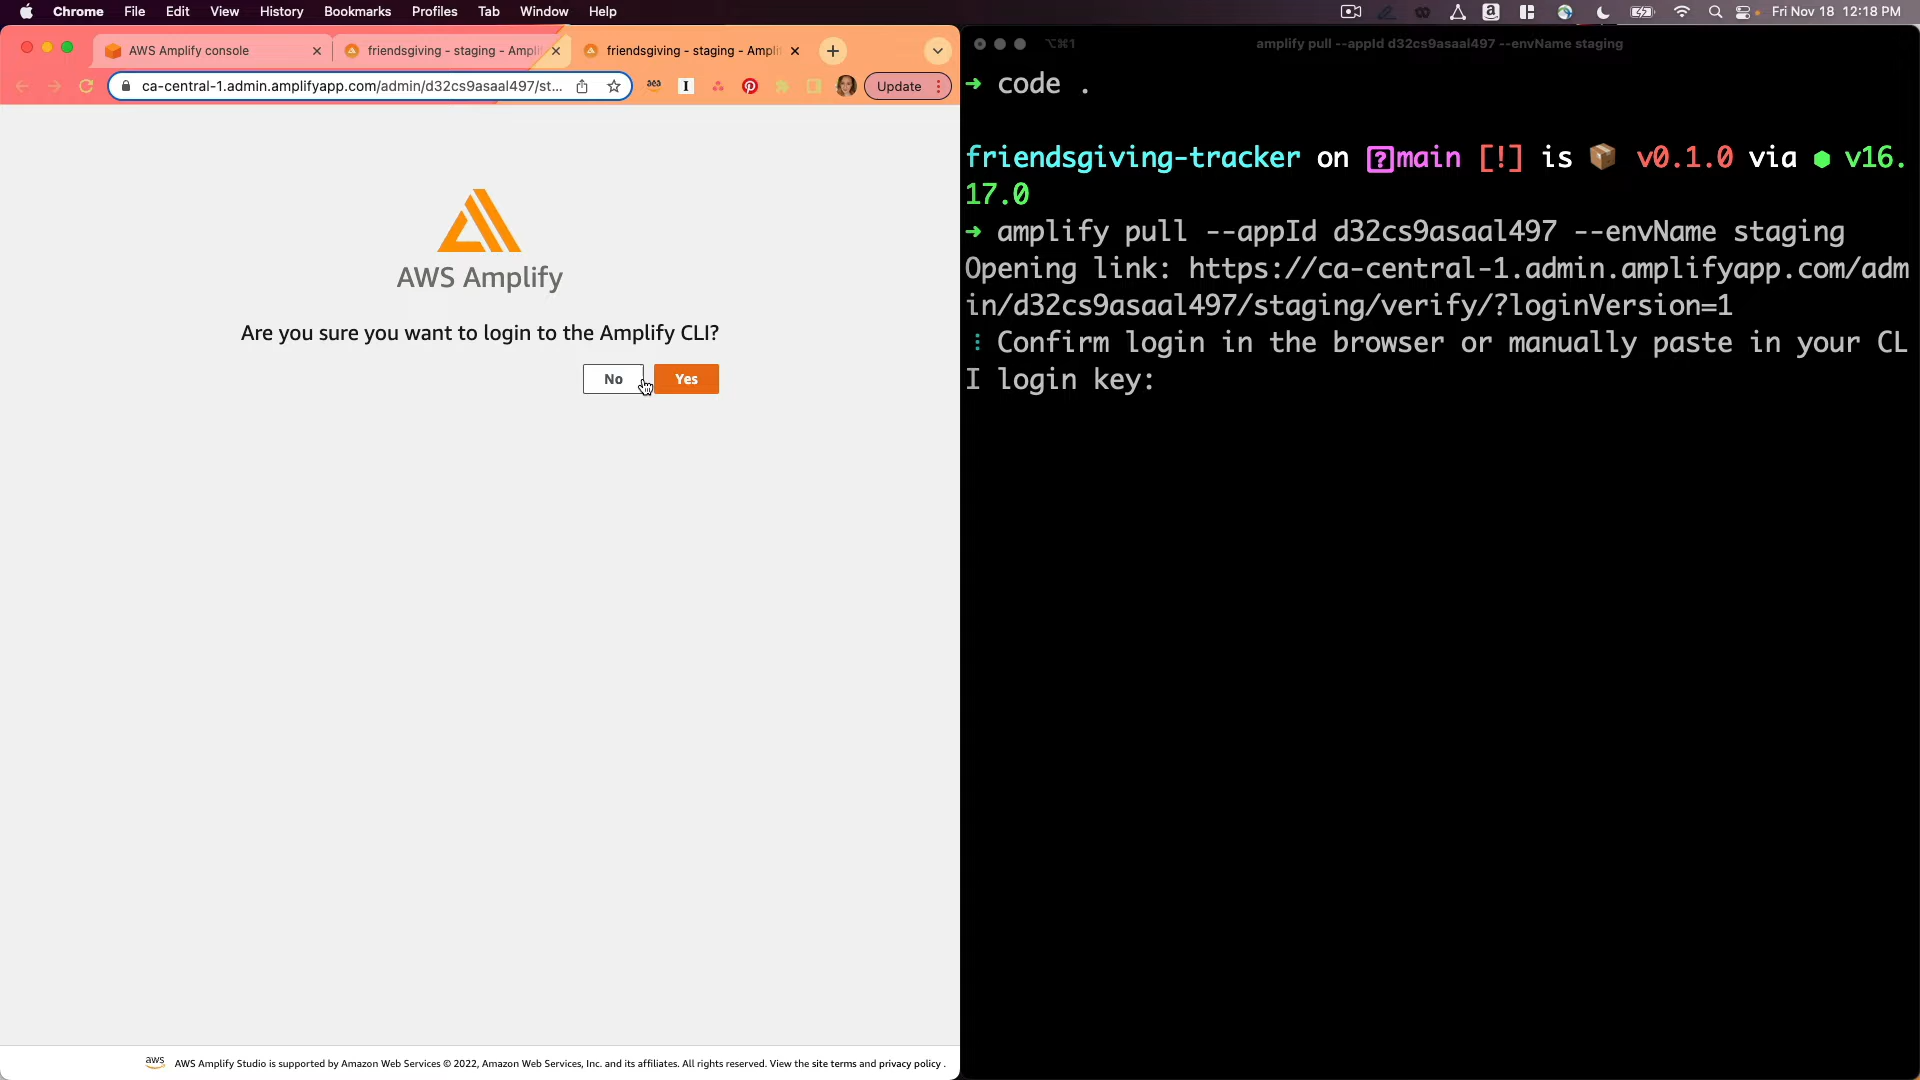 Chrome File Edit View History Bookmarks Profiles Tab Window Help
Fri Nov 18 12:18 PM
AWS Amplify console
friendsgiving - staging - Ampli
friendsgiving - staging - Ampli
ca-central-1.admin.amplifyapp.com/admin/d32cs9asaal497/st...
Update
AWS Amplify
Are you sure you want to login to the Amplify CLI?
No
Yes
aws
AWS Amplify Studio is supported by Amazon Web Services © 2022, Amazon Web Services, Inc. and its affiliates. All rights reserved. View the site terms and privacy policy .
⌥⌘1
amplify pull --appId d32cs9asaal497 --envName staging
➜ code .
friendsgiving-tracker on [?]main [!] is 📦 v0.1.0 via ⬢ v16.
17.0
➜ amplify pull --appId d32cs9asaal497 --envName staging
Opening link: https://ca-central-1.admin.amplifyapp.com/adm
in/d32cs9asaal497/staging/verify/?loginVersion=1
⠸ Confirm login in the browser or manually paste in your CL
I login key: